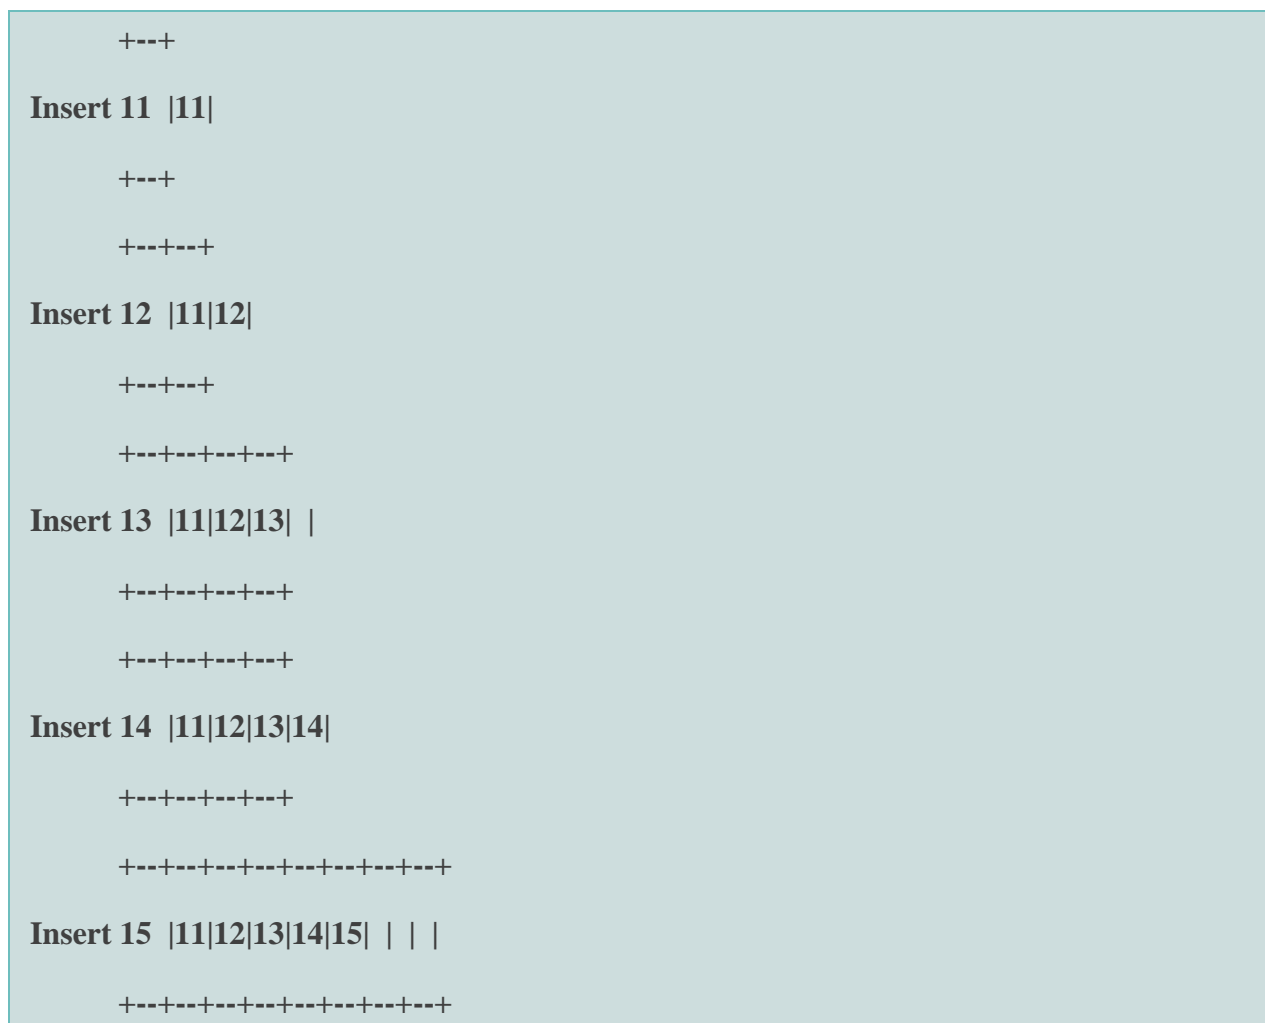 +--+
Insert 11 |11|
+--+
+--+--+
Insert 12 |11|12|
+--+--+
+--+--+--+--+
Insert 13 |11|12|13| |
+--+--+--+--+
+--+--+--+--+
Insert 14 |11|12|13|14|
+--+--+--+--+
+--+--+--+--+--+--+--+--+
Insert 15 |11|12|13|14|15| | | |
+--+--+--+--+--+--+--+--+